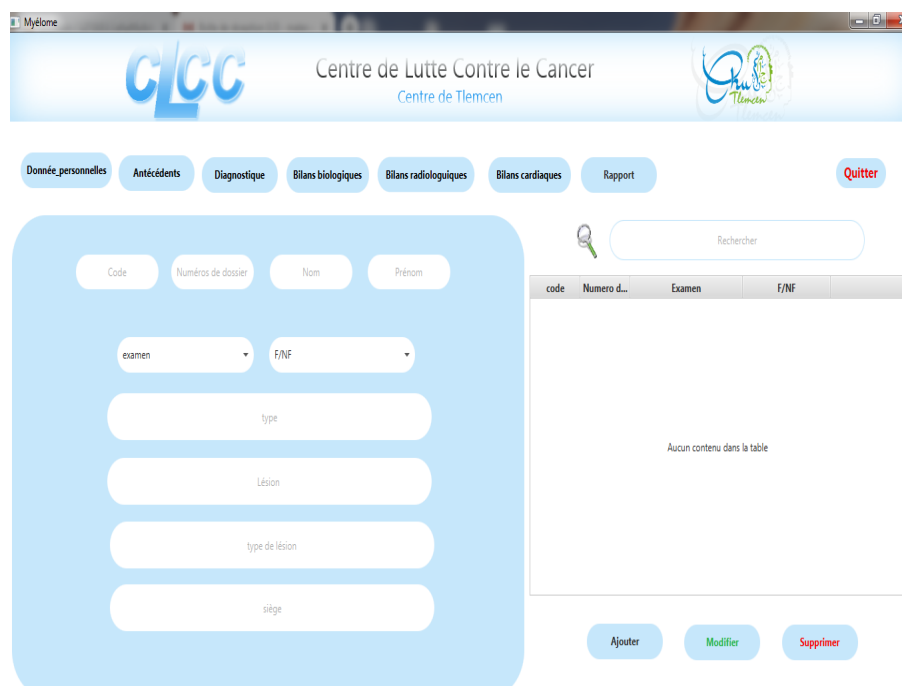 Myélome
CLCC
Centre de Lutte Contre le Cancer
Centre de Tlemcen
Chu
Tlemcen
Donnée_personnelles Antécédents Diagnostique Bilans biologiques Bilans radiologuiques Bilans cardiaques Rapport Quitter
Rechercher
Code Numéros de dossier Nom Prénom
code Numero d... Examen F/NF
examen F/NF
type
Aucun contenu dans la table
Lésion
type de lésion
siège
Ajouter Modifier Supprimer